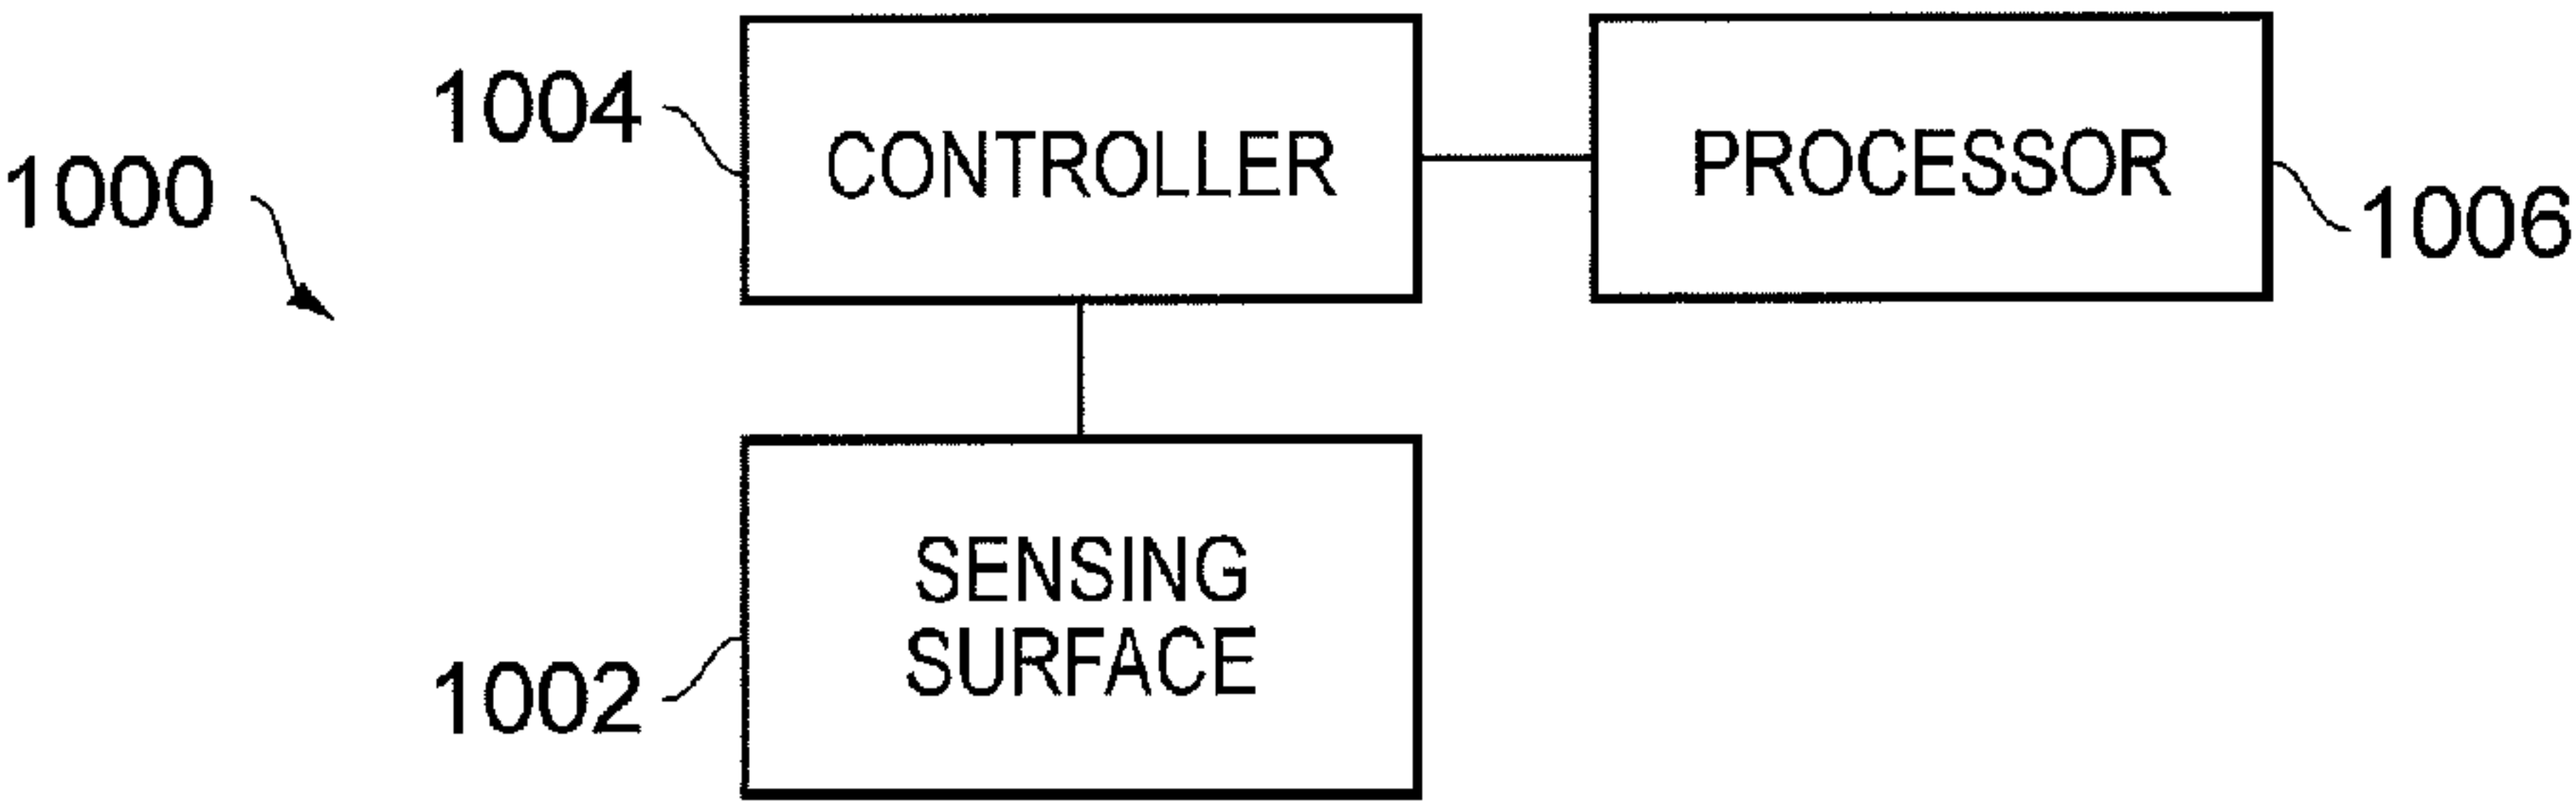 1004
CONTROLLER
PROCESSOR
1000
1006
SENSING
SURFACE
1002